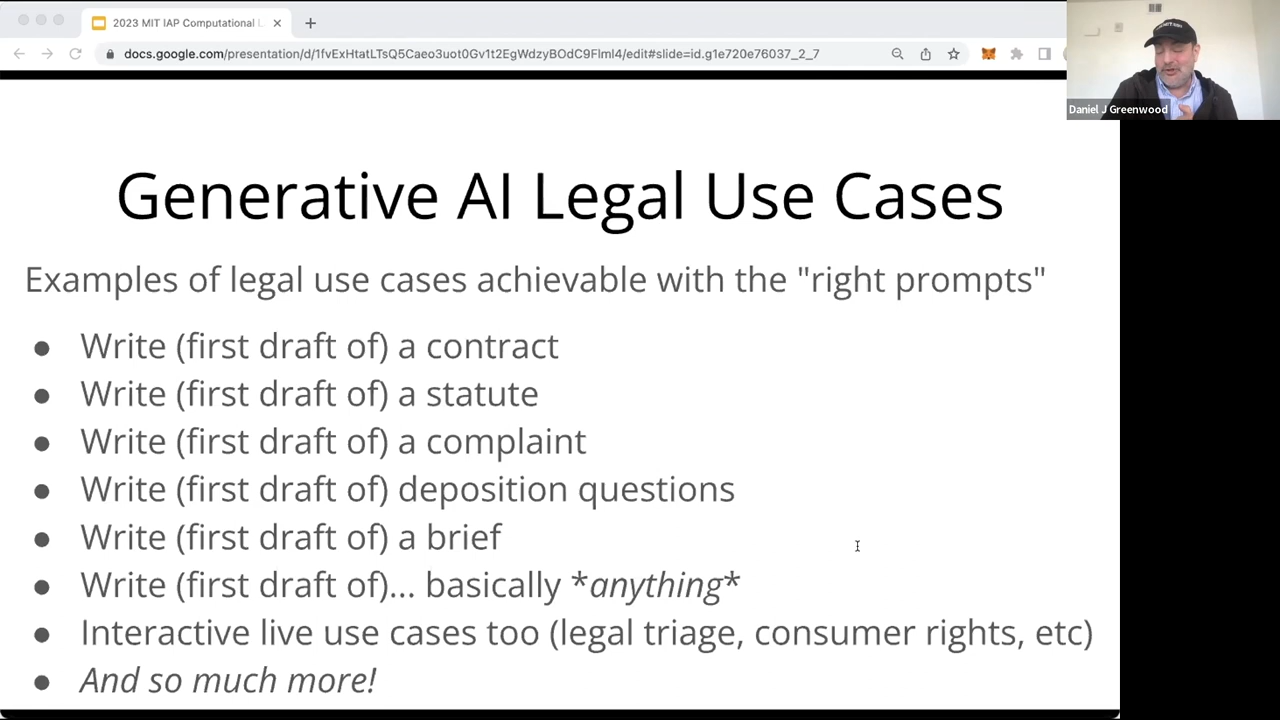 2023 MIT IAP Computational L
docs.google.com/presentation/d/1fvExHtatLTsQ5Caeo3uot0Gv1t2EgWdzyBOdC9Flml4/edit#slide=id.g1e720e76037_2_7
Daniel J Greenwood
Generative AI Legal Use Cases
Examples of legal use cases achievable with the "right prompts"
● Write (first draft of) a contract
● Write (first draft of) a statute
● Write (first draft of) a complaint
● Write (first draft of) deposition questions
● Write (first draft of) a brief
● Write (first draft of)... basically *anything*
● Interactive live use cases too (legal triage, consumer rights, etc)
● And so much more!